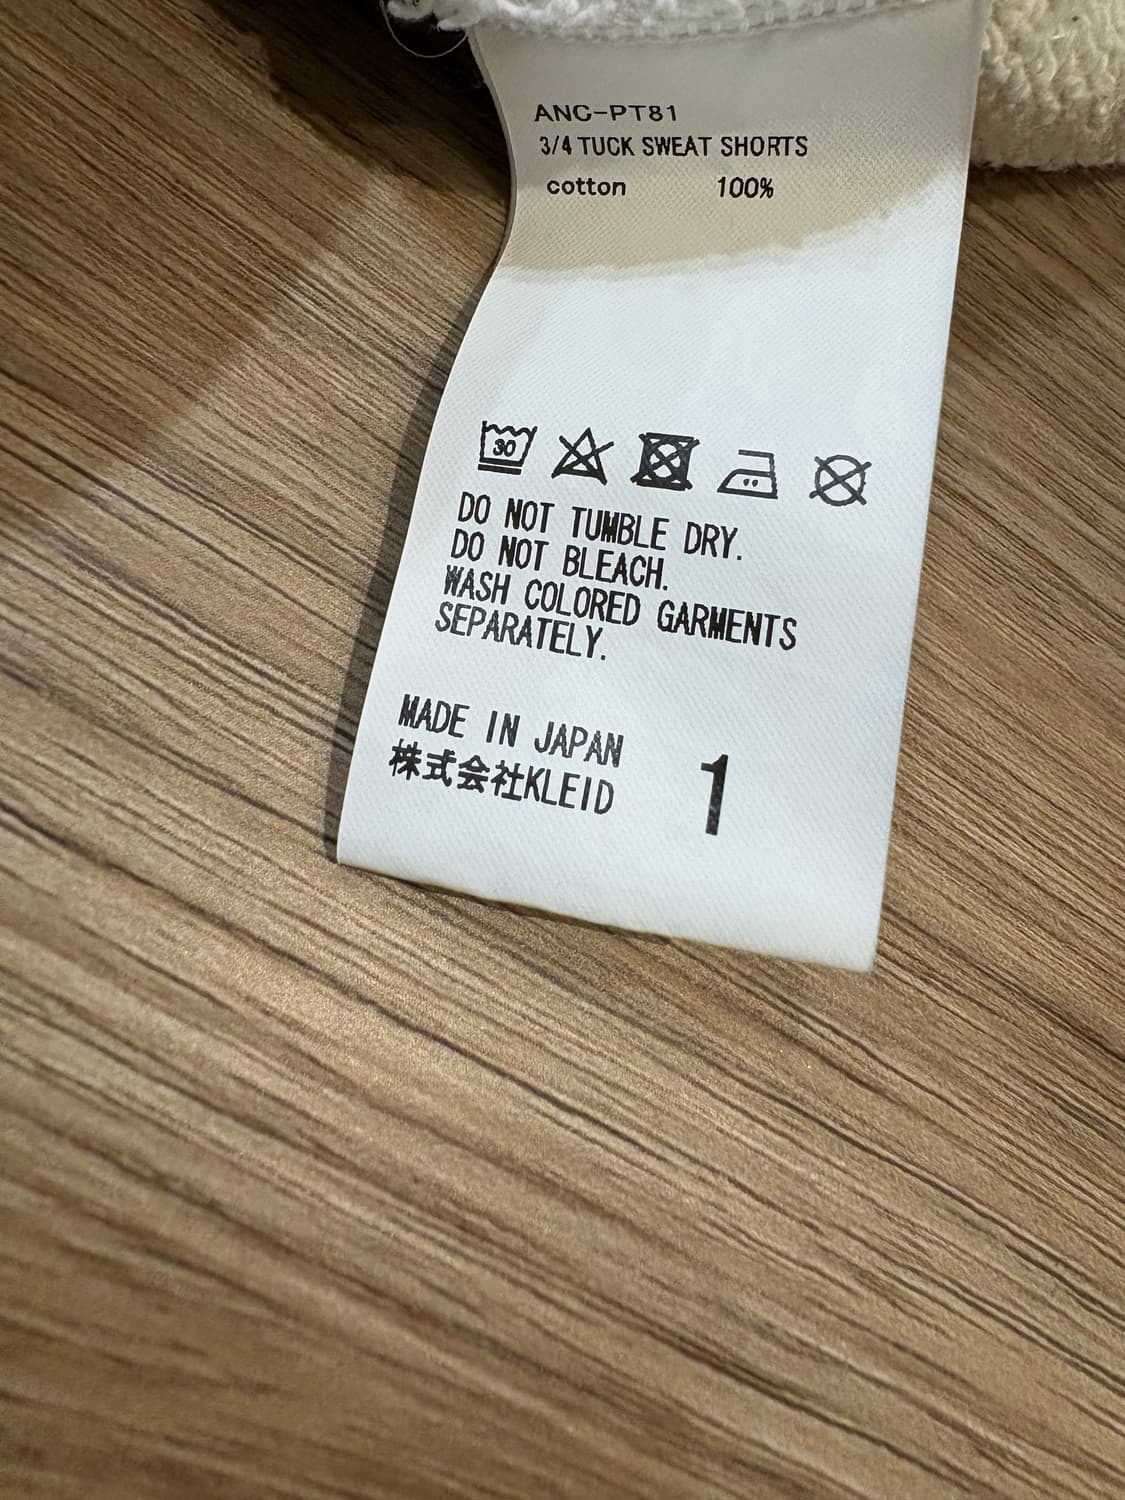 ANC-PT81
3/4 TUCK SWEAT SHORTS
cotton 100%
30
DO NOT TUMBLE DRY.
DO NOT BLEACH.
WASH COLORED GARMENTS
SEPARATELY.
MADE IN JAPAN
株式会社KLEID
1